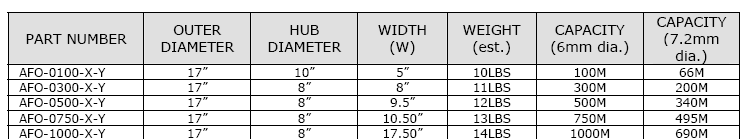 PART NUMBER OUTER DIAMETER HUB DIAMETER WIDTH (W) WEIGHT (est.) CAPACITY (6mm dia.) CAPACITY (7.2mm dia.)
AFO-0100-X-Y 17” 10” 5” 10LBS 100M 66M
AFO-0300-X-Y 17” 8” 8” 11LBS 300M 200M
AFO-0500-X-Y 17” 8” 9.5” 12LBS 500M 340M
AFO-0750-X-Y 17” 8” 10.50” 13LBS 750M 495M
AFO-1000-X-Y 17” 8” 17.50” 14LBS 1000M 690M